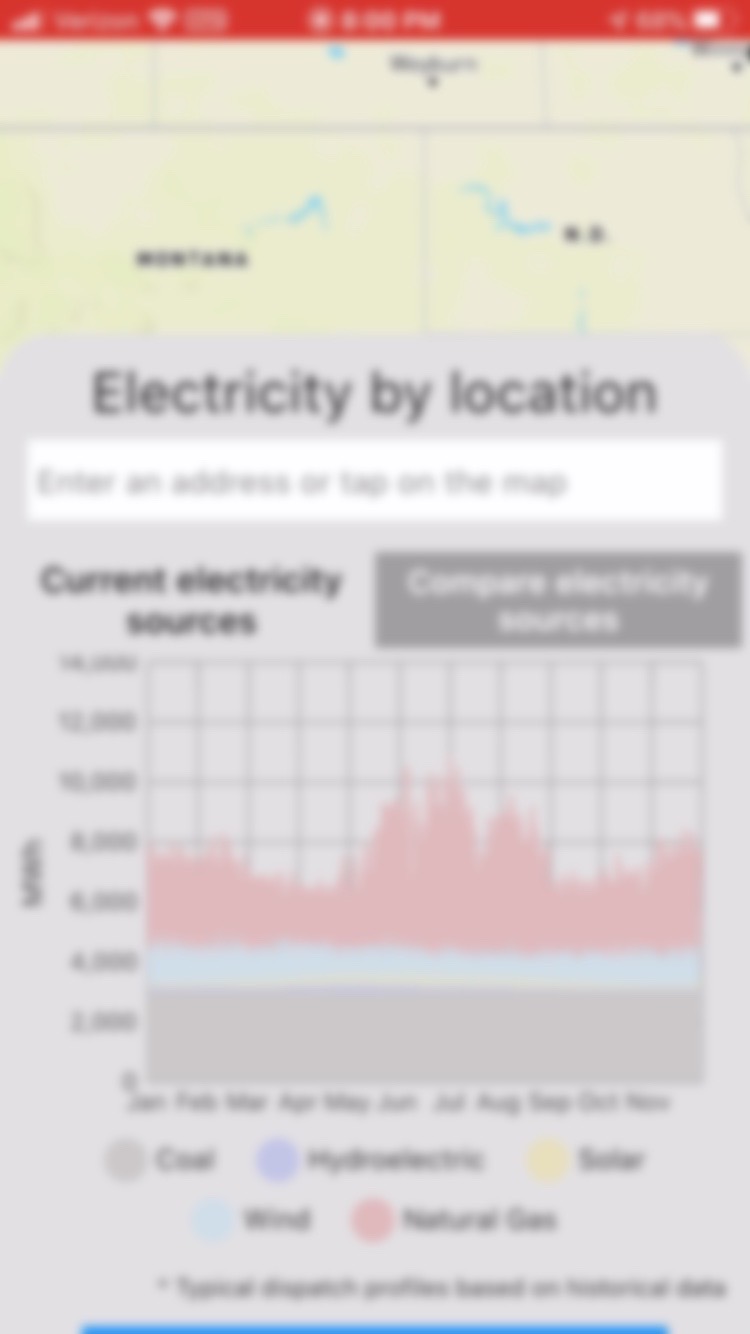 Verizon 8:00 PM 68%
Weyburn
N.D.
MONTANA
Electricity by location
Enter an address or tap on the map
Current electricity sources
Compare electricity sources
14,000
12,000
10,000
8,000
6,000
4,000
2,000
0
MWh
Jan Feb Mar Apr May Jun Jul Aug Sep Oct Nov
Coal Hydroelectric Solar
Wind Natural Gas
* Typical dispatch profiles based on historical data